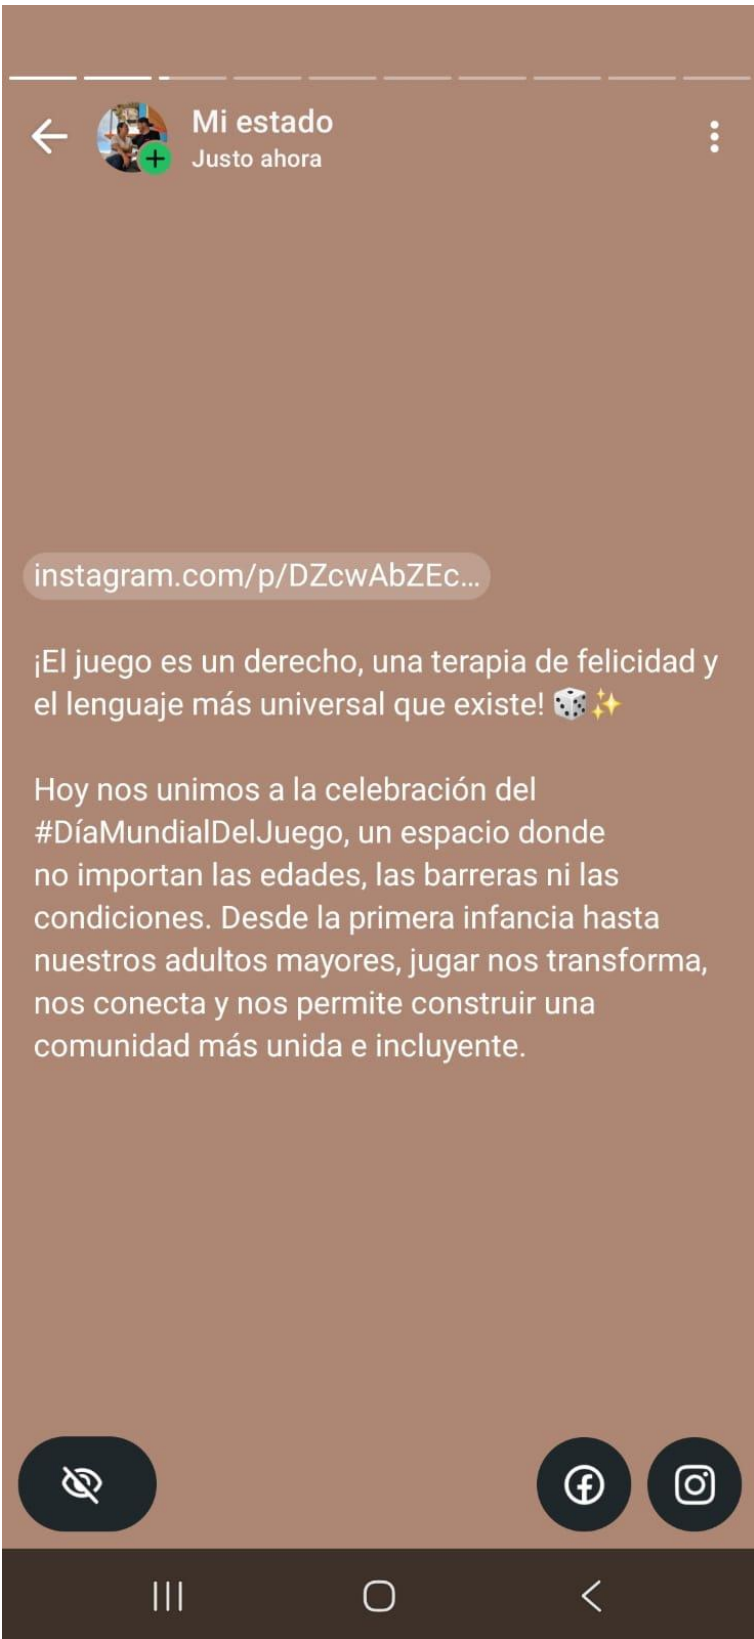 Mi estado
Justo ahora
instagram.com/p/DZcwAbZEc...
¡El juego es un derecho, una terapia de felicidad y
el lenguaje más universal que existe! 🎲✨
Hoy nos unimos a la celebración del
#DíaMundialDelJuego, un espacio donde
no importan las edades, las barreras ni las
condiciones. Desde la primera infancia hasta
nuestros adultos mayores, jugar nos transforma,
nos conecta y nos permite construir una
comunidad más unida e incluyente.